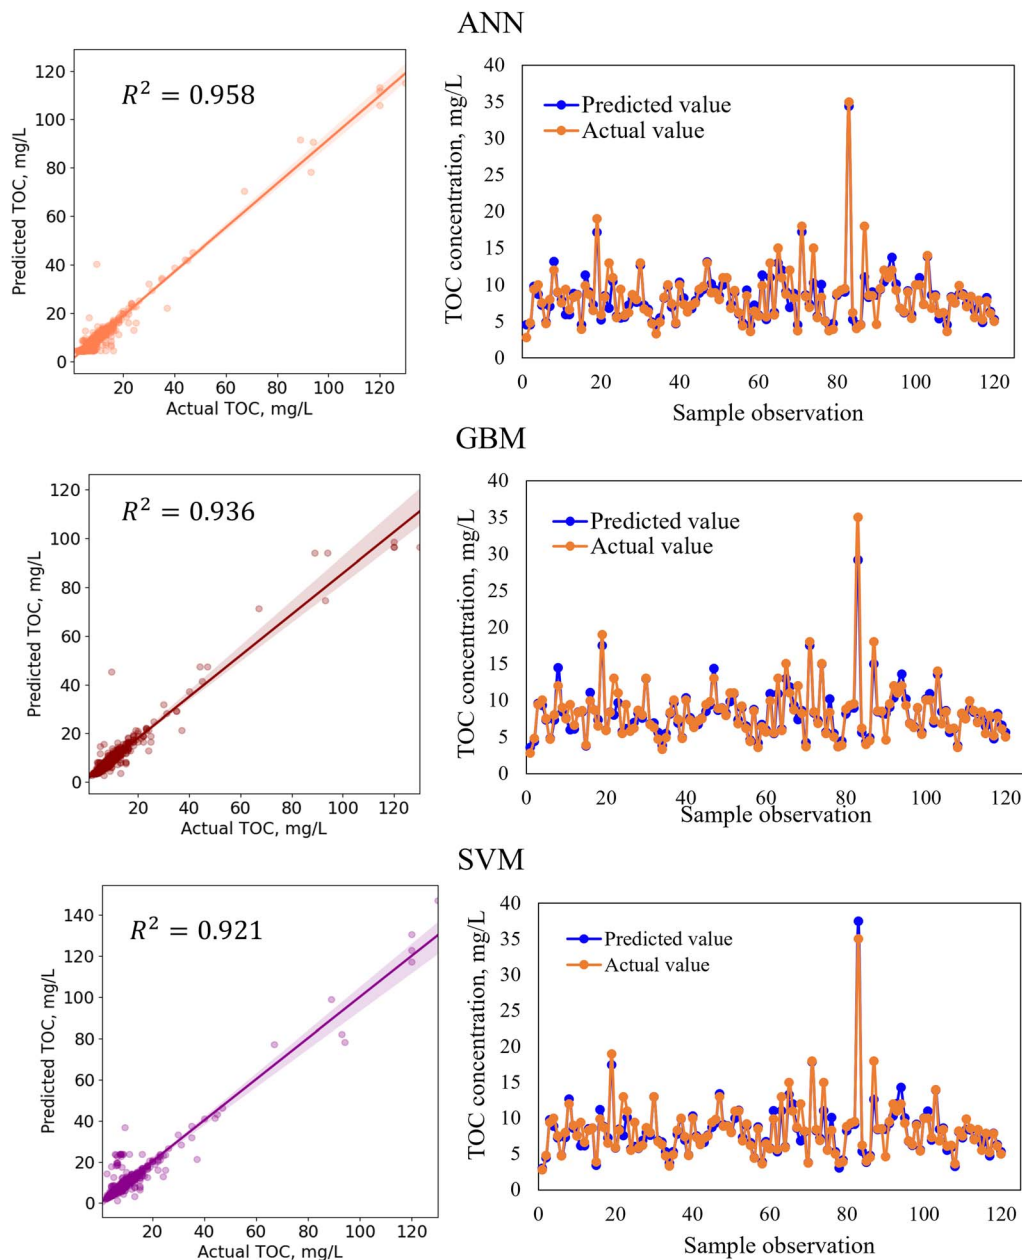 ANN
R² = 0.958
Predicted TOC, mg/L
120
100
80
60
40
20
0
20 40 60 80 100 120
Actual TOC, mg/L
TOC concentration, mg/L
40
35
30
25
20
15
10
5
0
Predicted value
Actual value
0 20 40 60 80 100 120
Sample observation
GBM
R² = 0.936
Predicted TOC, mg/L
120
100
80
60
40
20
0
20 40 60 80 100 120
Actual TOC, mg/L
TOC concentration, mg/L
40
35
30
25
20
15
10
5
0
Predicted value
Actual value
0 20 40 60 80 100 120
Sample observation
SVM
R² = 0.921
Predicted TOC, mg/L
140
120
100
80
60
40
20
0
20 40 60 80 100 120
Actual TOC, mg/L
TOC concentration, mg/L
40
35
30
25
20
15
10
5
0
Predicted value
Actual value
0 20 40 60 80 100 120
Sample observation